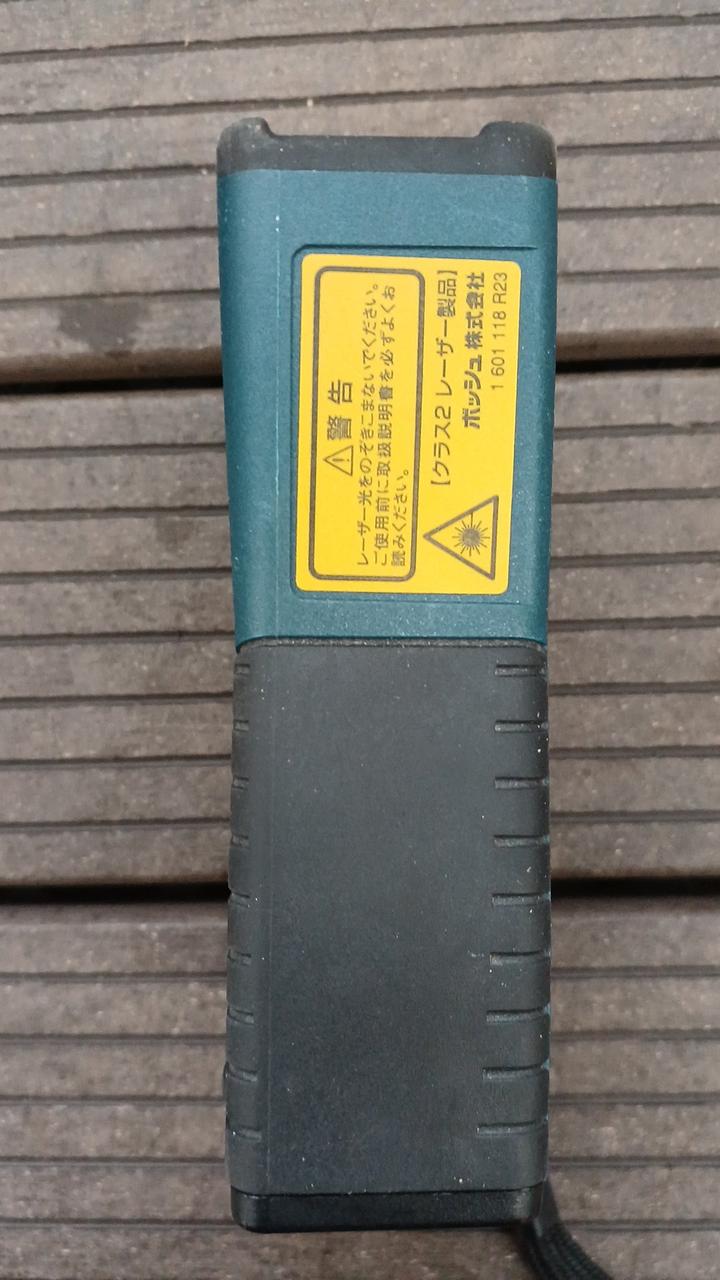 警告
レーザー光をのぞきこまないでください。
ご使用前に取扱説明書を必ずよくお
読みください。
【クラス2 レーザー製品】
ボッシュ株式会社
1 601 118 R23